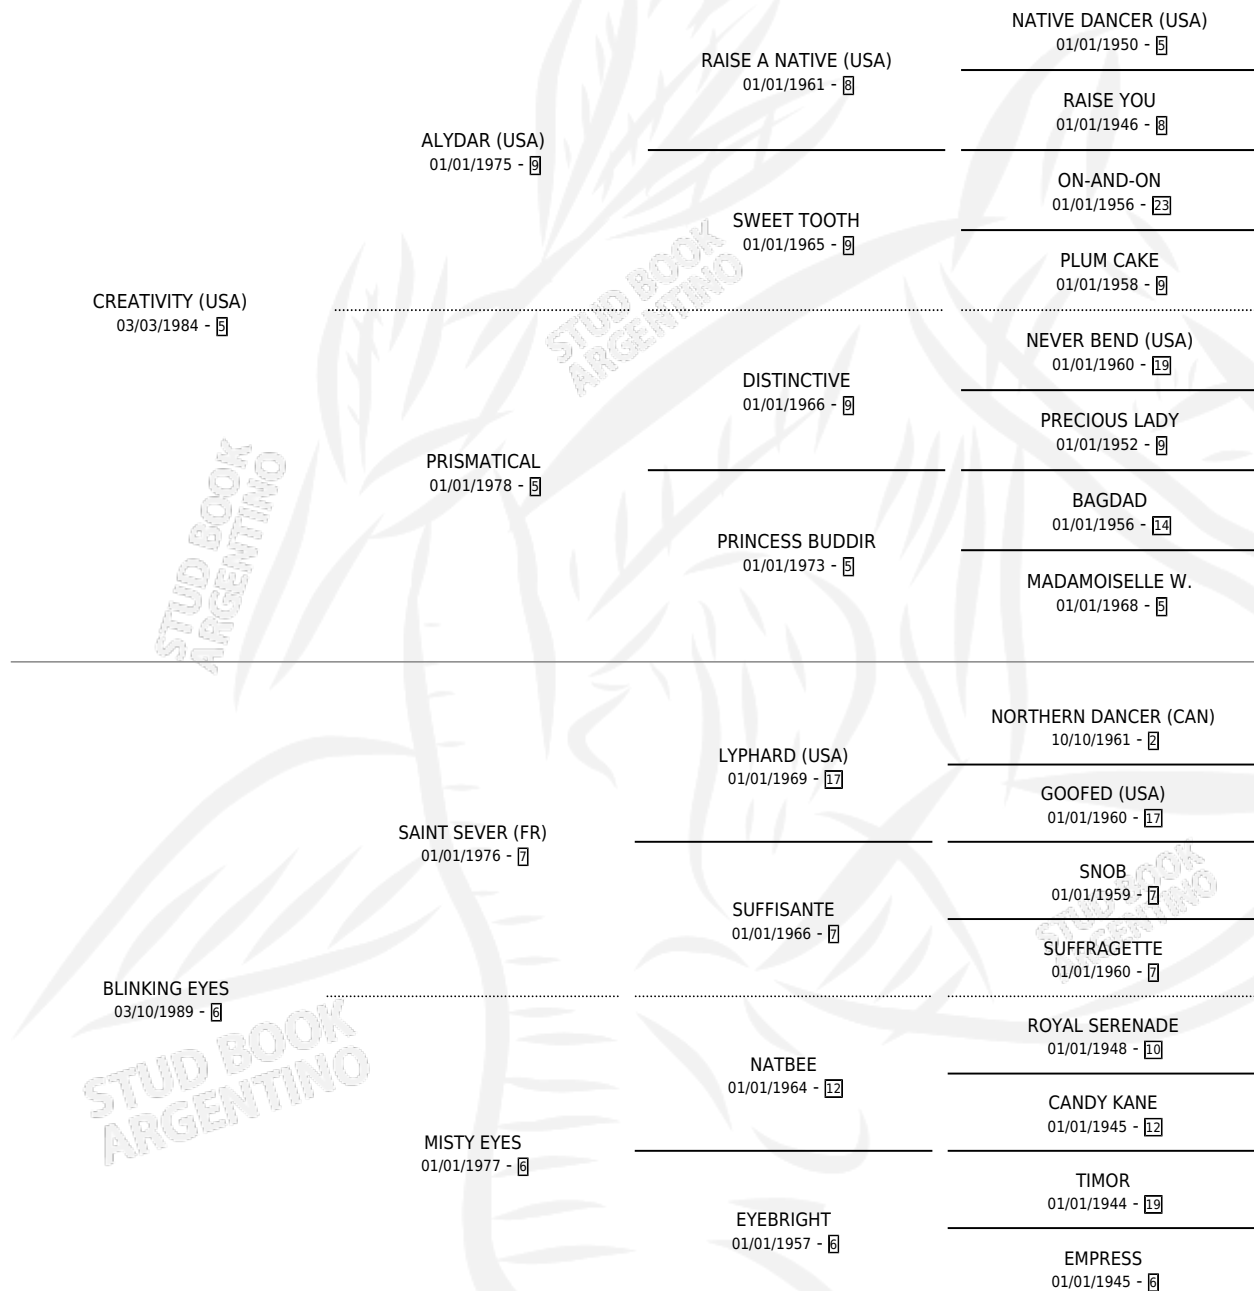 NATIVE DANCER (USA)
01/01/1950 - 5
RAISE A NATIVE (USA)
01/01/1961 - 8
RAISE YOU
01/01/1946 - 8
ALYDAR (USA)
01/01/1975 - 9
ON-AND-ON
01/01/1956 - 23
SWEET TOOTH
01/01/1965 - 9
PLUM CAKE
01/01/1958 - 9
CREATIVITY (USA)
03/03/1984 - 5
NEVER BEND (USA)
01/01/1960 - 19
DISTINCTIVE
01/01/1966 - 9
PRECIOUS LADY
01/01/1952 - 9
PRISMATICAL
01/01/1978 - 5
BAGDAD
01/01/1956 - 14
PRINCESS BUDDIR
01/01/1973 - 5
MADAMOISELLE W.
01/01/1968 - 5
NORTHERN DANCER (CAN)
10/10/1961 - 2
LYPHARD (USA)
01/01/1969 - 17
GOOFED (USA)
01/01/1960 - 17
SAINT SEVER (FR)
01/01/1976 - 7
SNOB
01/01/1959 - 7
SUFFISANTE
01/01/1966 - 7
SUFFRAGETTE
01/01/1960 - 7
BLINKING EYES
03/10/1989 - 6
ROYAL SERENADE
01/01/1948 - 10
NATBEE
01/01/1964 - 12
CANDY KANE
01/01/1945 - 12
MISTY EYES
01/01/1977 - 6
TIMOR
01/01/1944 - 19
EYEBRIGHT
01/01/1957 - 6
EMPRESS
01/01/1945 - 6
STUD BOOK
ARGENTINO
STUD BOOK
ARGENTINO
STUD BOOK
ARGENTINO
STUD BOOK
ARGENTINO